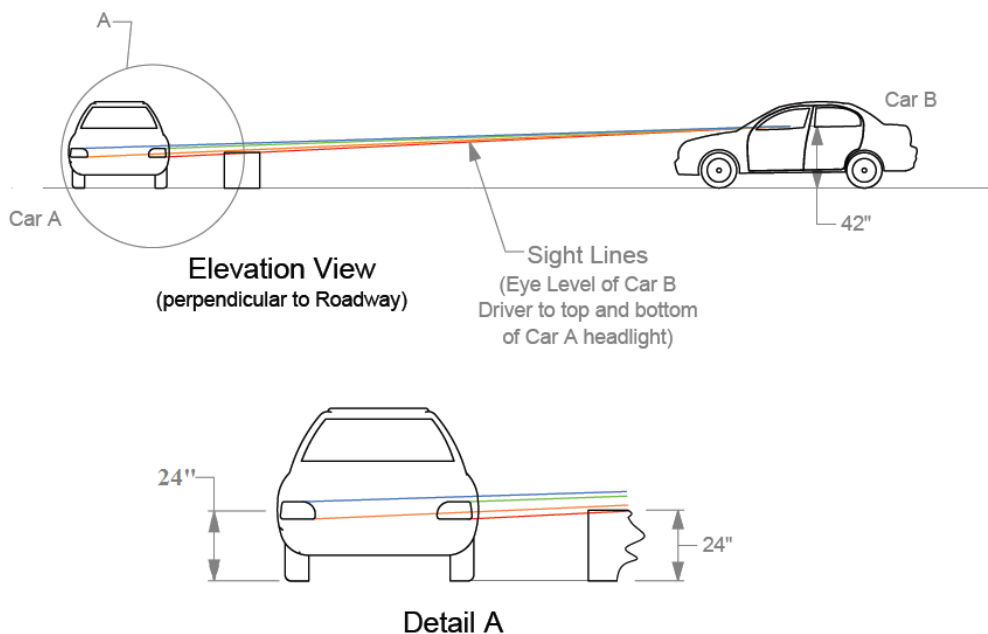 A
Car B
Car A
42"
Elevation View
(perpendicular to Roadway)
Sight Lines
(Eye Level of Car B
Driver to top and bottom
of Car A headlight)
24"
24"
Detail A